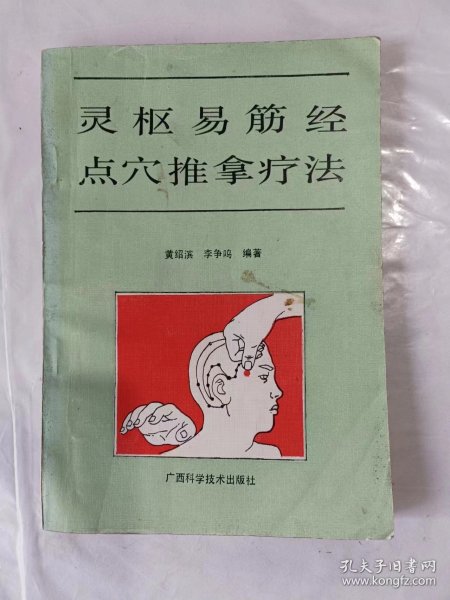 灵枢易筋经
点穴推拿疗法
黄绍滨 李争鸣 编著
广西科学技术出版社
孔夫子旧书网
www.kongfz.com